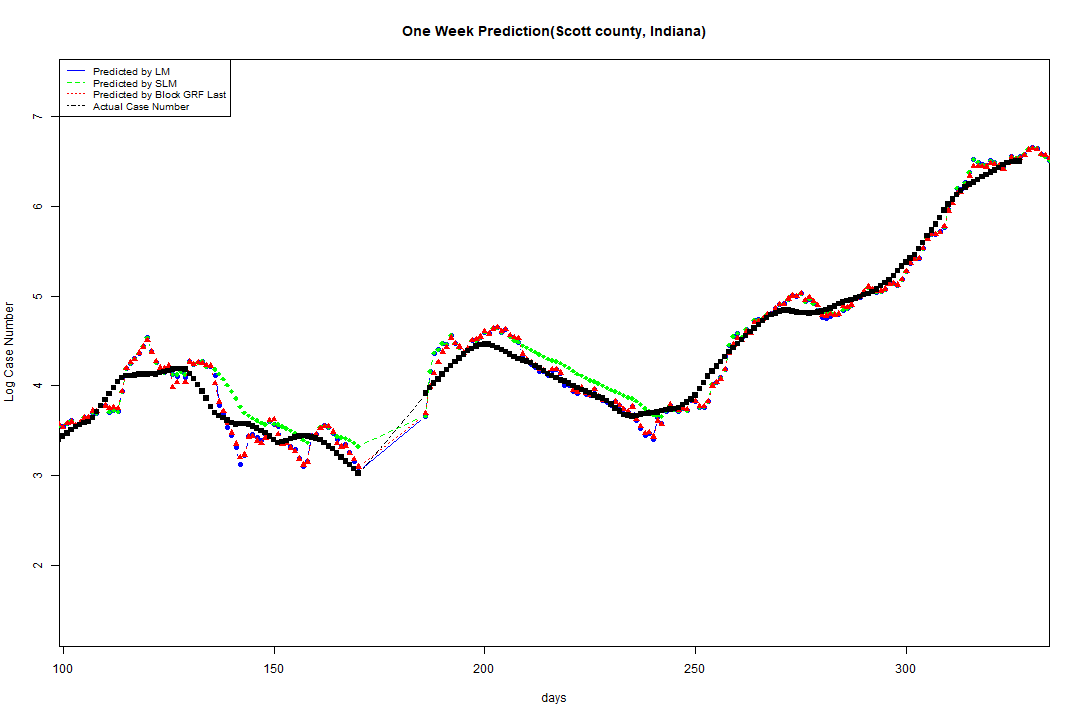 One Week Prediction(Scott county, Indiana)
Predicted by LM
Predicted by SLM
Predicted by Block GRF Last
Actual Case Number
Log Case Number
7
6
5
4
3
2
100 150 200 250 300
days